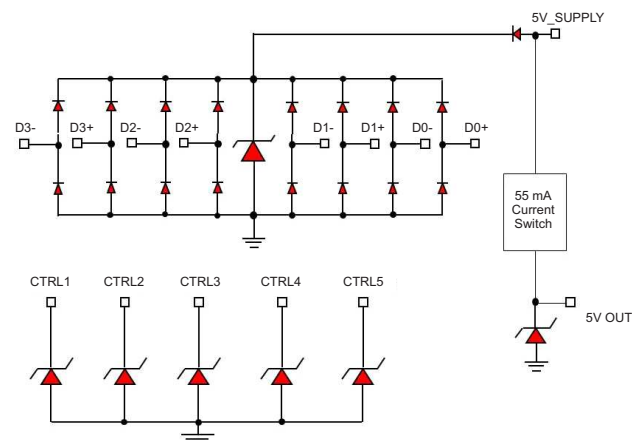 5V_SUPPLY
D3-
D3+
D2-
D2+
D1-
D1+
D0-
D0+
55 mA
Current
Switch
CTRL1
CTRL2
CTRL3
CTRL4
CTRL5
5V OUT